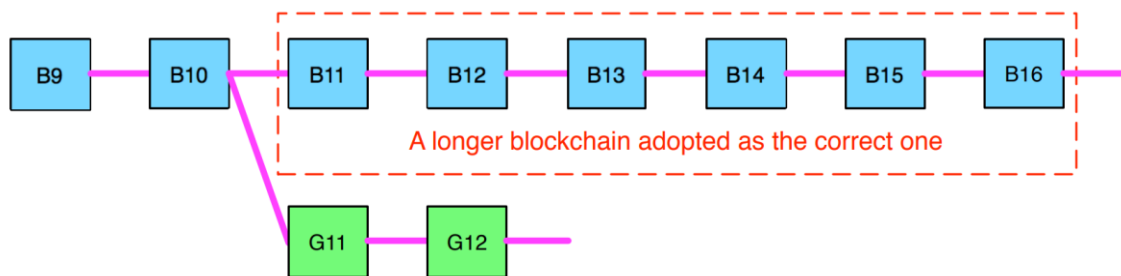 B9 B10 B11 B12 B13 B14 B15 B16
A longer blockchain adopted as the correct one
G11 G12